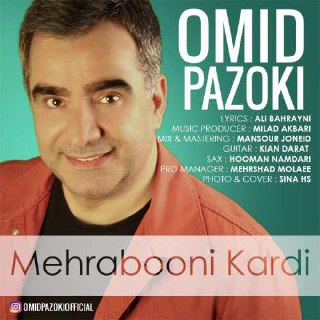 OMID
PAZOKI
LYRICS : ALI BAHRAYNI
MUSIC PRODUCER : MILAD AKBARI
MIX & MASTERING : MANSOUR JONEID
GUITAR : KIAN DARAT
SAX : HOOMAN NAMDARI
PRO MANAGER : MEHRSHAD MOLAEE
PHOTO & COVER : SINA HS
Mehrabooni Kardi
OMIDPAZOKIOFFICIAL